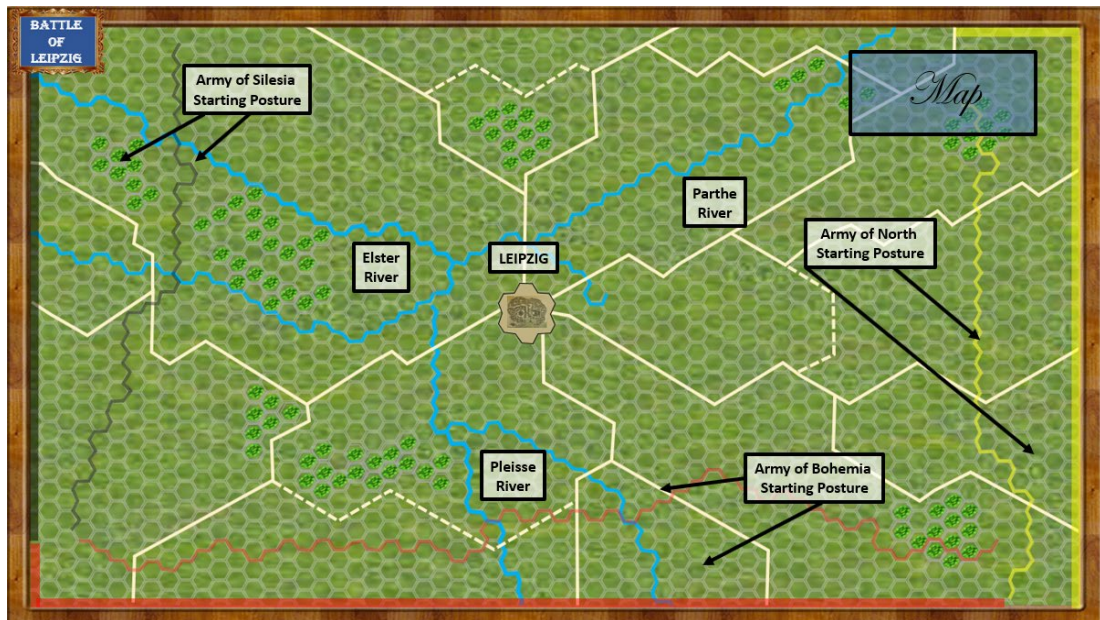 BATTLE
OF
LEIPZIG
Army of Silesia
Starting Posture
Map
Parthe
River
Army of North
Starting Posture
Elster
River
LEIPZIG
Pleisse
River
Army of Bohemia
Starting Posture